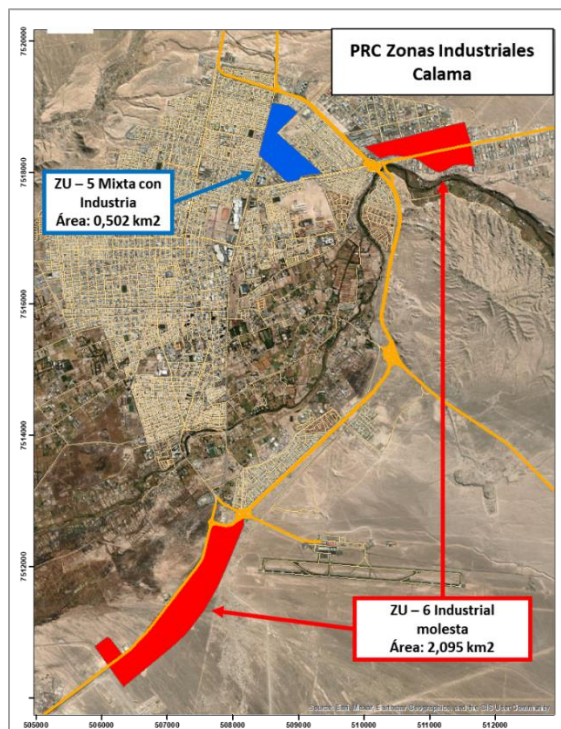 PRC Zonas Industriales
Calama
ZU – 5 Mixta con
Industria
Área: 0,502 km2
ZU – 6 Industrial
molesta
Área: 2,095 km2
7520000
7518000
7516000
7514000
7512000
505000
506000
507000
508000
509000
510000
511000
512000